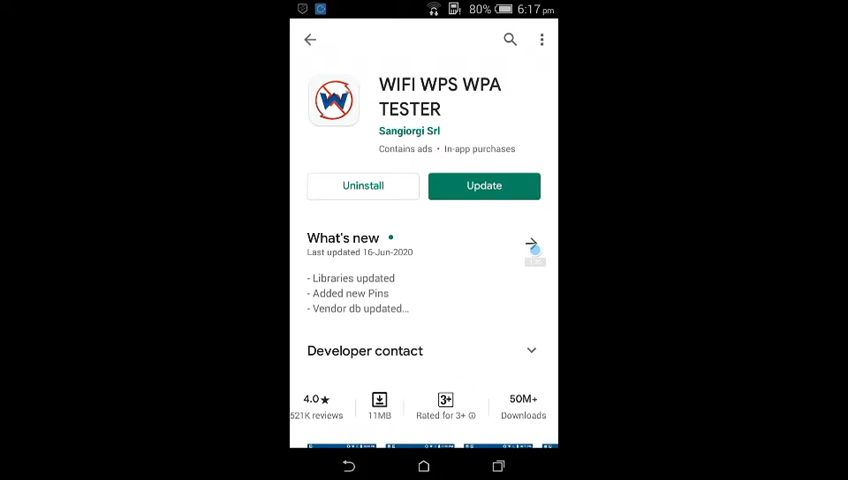 80% 6:17 pm
WIFI WPS WPA
TESTER
Sangiorgi Srl
Contains ads • In-app purchases
Uninstall
Update
What's new •
Last updated 16-Jun-2020
- Libraries updated
- Added new Pins
- Vendor db updated...
Developer contact
4.0★
3+
50M+
521K reviews
11MB
Rated for 3+
Downloads